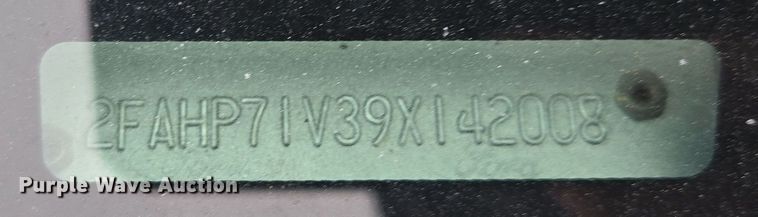 2FAHP71V39X142008
Purple Wave Auction